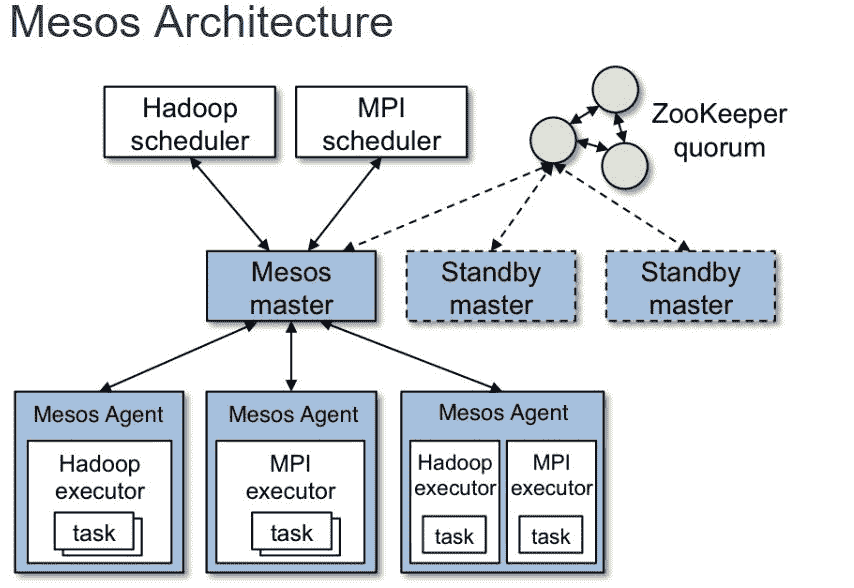 Mesos Architecture
Hadoop
scheduler
MPI
scheduler
ZooKeeper
quorum
Mesos
master
Standby
master
Standby
master
Mesos Agent
Hadoop
executor
task
Mesos Agent
MPI
executor
task
Mesos Agent
Hadoop
executor
task
MPI
executor
task